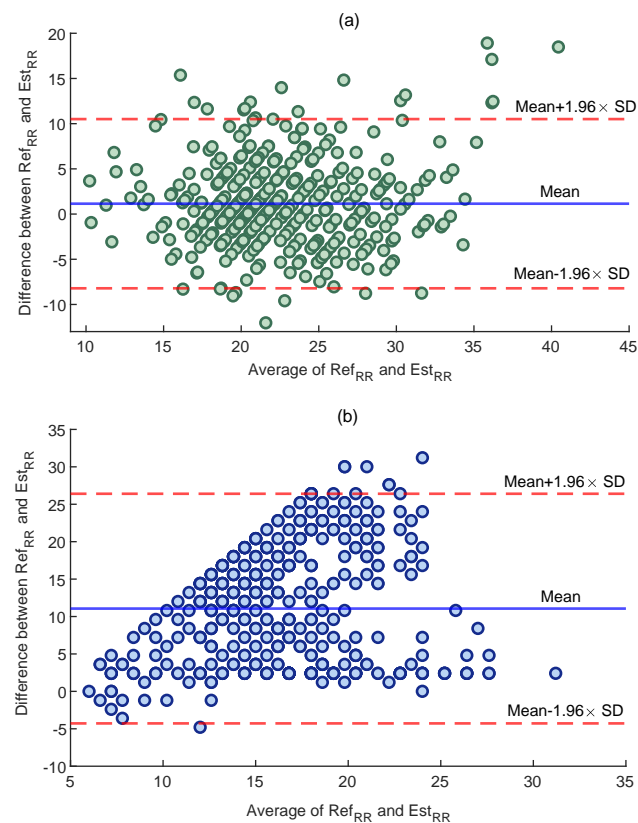 (a)
Difference between Ref_RR and Est_RR
20
15
10
5
0
-5
-10
Mean+1.96× SD
Mean
Mean-1.96× SD
10 15 20 25 30 35 40 45
Average of Ref_RR and Est_RR
(b)
Difference between Ref_RR and Est_RR
35
30
25
20
15
10
5
0
-5
-10
Mean+1.96× SD
Mean
Mean-1.96× SD
5 10 15 20 25 30 35
Average of Ref_RR and Est_RR